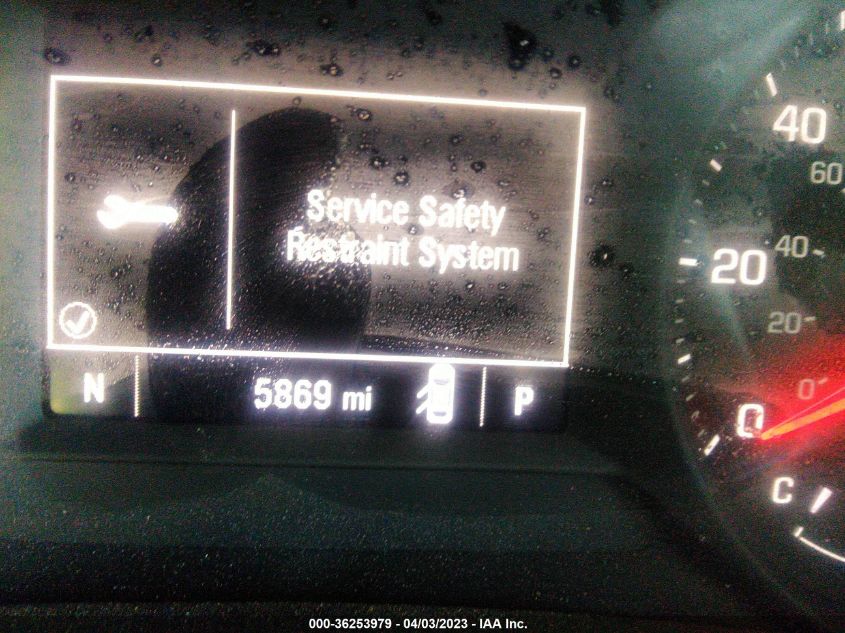 Service Safety
Restraint System
N 5869 mi P
40
60
20
40
20
0
0
C
000-36253979 - 04/03/2023 - IAA Inc.